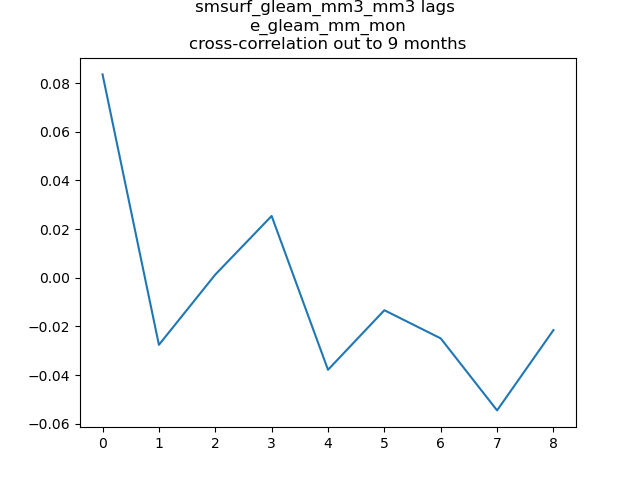 smsurf_gleam_mm3_mm3 lags
e_gleam_mm_mon
cross-correlation out to 9 months
0.08
0.06
0.04
0.02
0.00
−0.02
−0.04
−0.06
0 1 2 3 4 5 6 7 8